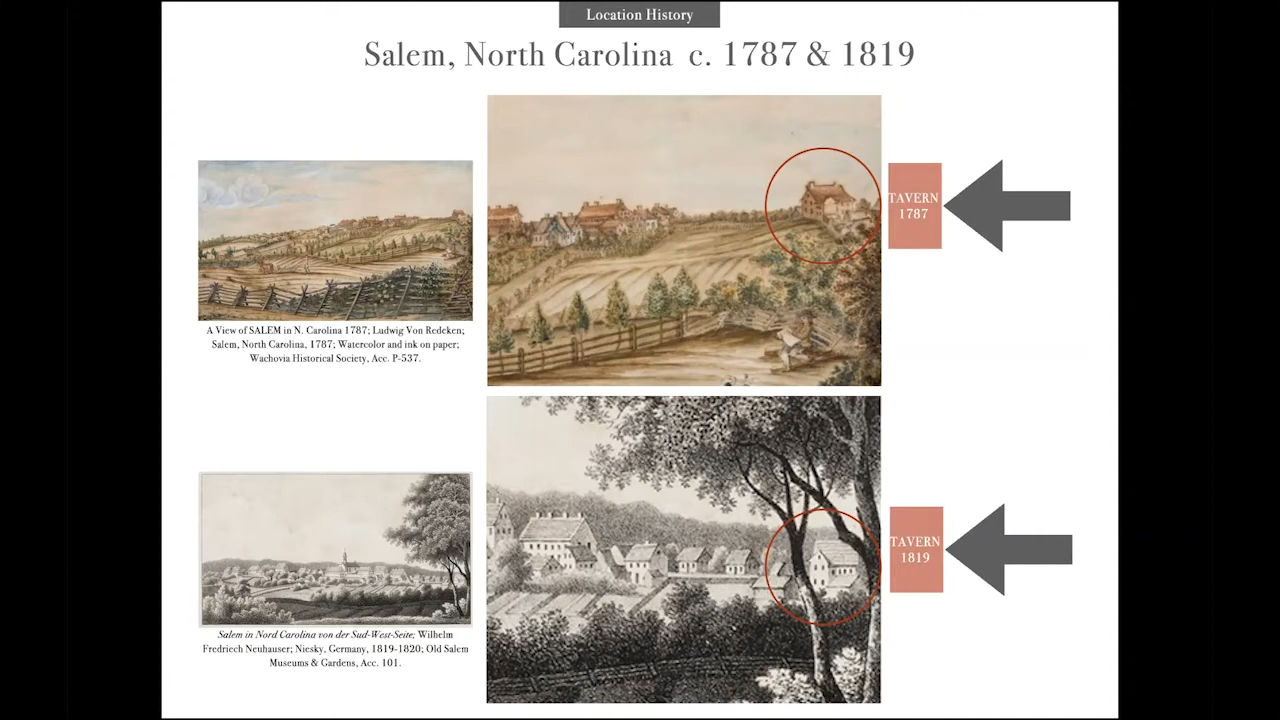 Location History
Salem, North Carolina c. 1787 & 1819
TAVERN
1787
A View of SALEM in N. Carolina 1787; Ludwig Von Redeken;
Salem, North Carolina, 1787; Watercolor and ink on paper;
Wachovia Historical Society, Acc. P-537.
TAVERN
1819
Salem in Nord Carolina von der Sud-West-Seite; Wilhelm
Fredriech Neuhauser; Niesky, Germany, 1819-1820; Old Salem
Museums & Gardens, Acc. 101.